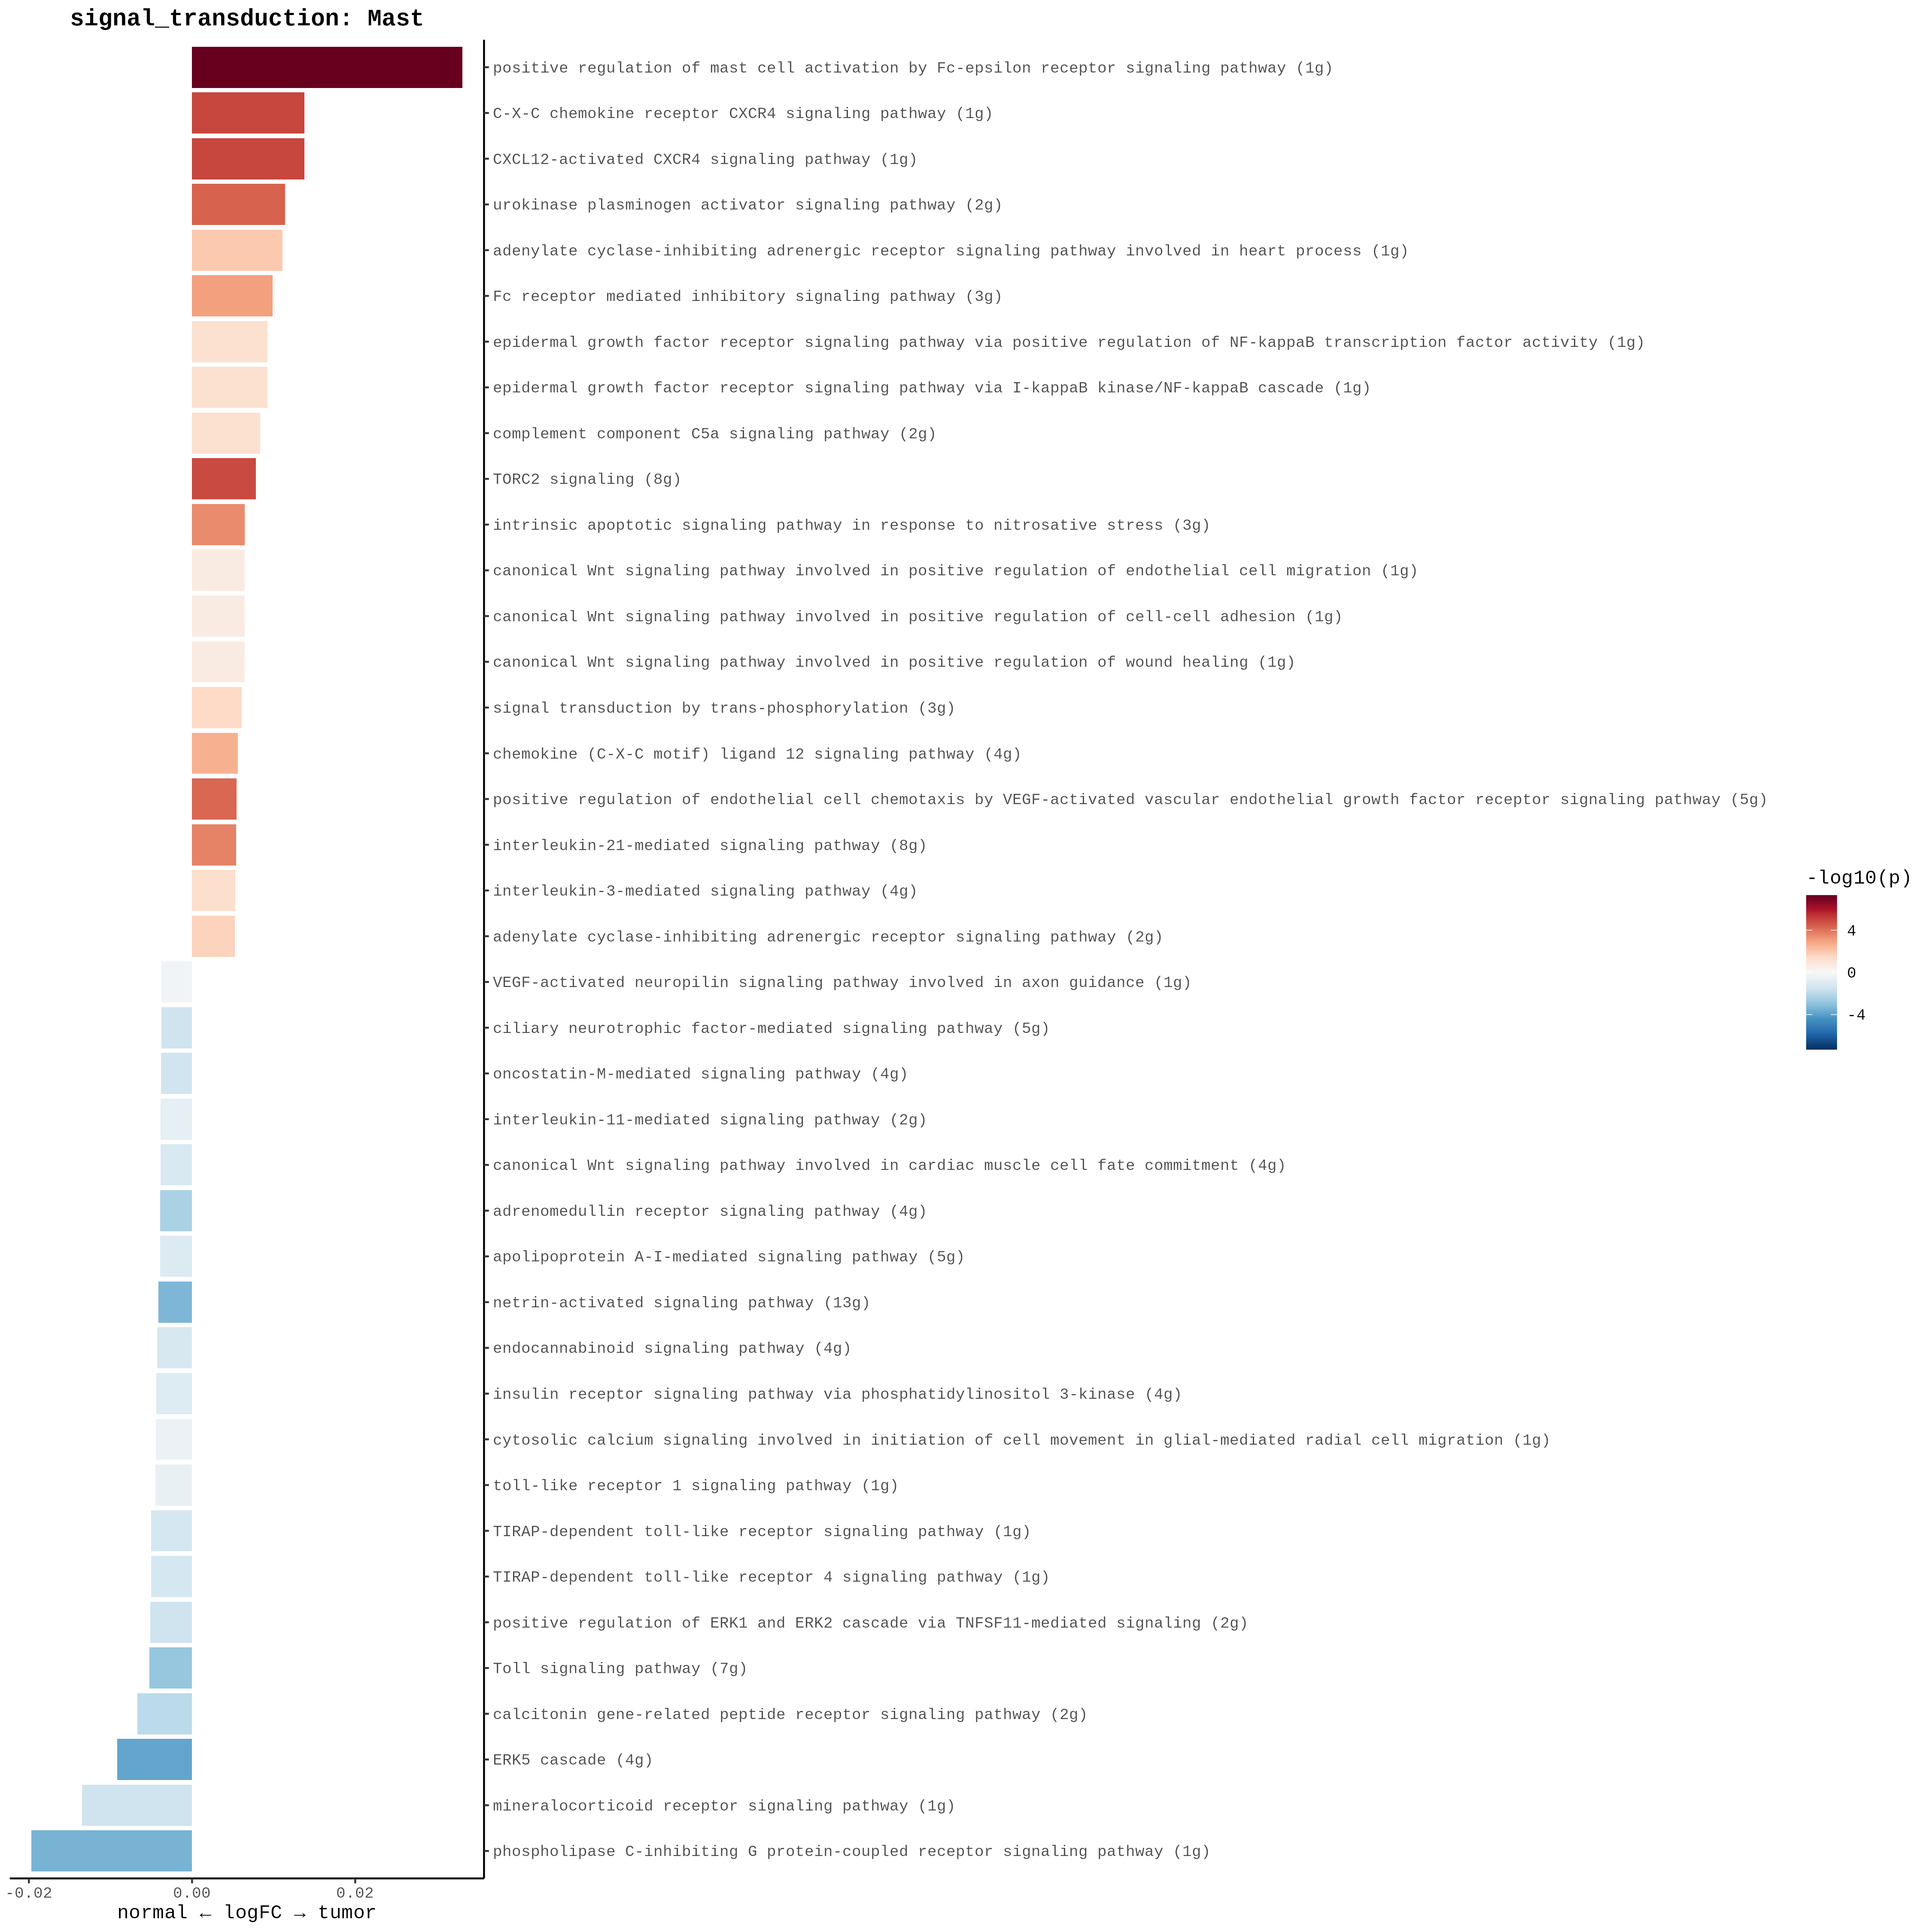 signal_transduction: Mast
positive regulation of mast cell activation by Fc-epsilon receptor signaling pathway (1g)
C-X-C chemokine receptor CXCR4 signaling pathway (1g)
CXCL12-activated CXCR4 signaling pathway (1g)
urokinase plasminogen activator signaling pathway (2g)
adenylate cyclase-inhibiting adrenergic receptor signaling pathway involved in heart process (1g)
Fc receptor mediated inhibitory signaling pathway (3g)
epidermal growth factor receptor signaling pathway via positive regulation of NF-kappaB transcription factor activity (1g)
epidermal growth factor receptor signaling pathway via I-kappaB kinase/NF-kappaB cascade (1g)
complement component C5a signaling pathway (2g)
TORC2 signaling (8g)
intrinsic apoptotic signaling pathway in response to nitrosative stress (3g)
canonical Wnt signaling pathway involved in positive regulation of endothelial cell migration (1g)
canonical Wnt signaling pathway involved in positive regulation of cell-cell adhesion (1g)
canonical Wnt signaling pathway involved in positive regulation of wound healing (1g)
signal transduction by trans-phosphorylation (3g)
chemokine (C-X-C motif) ligand 12 signaling pathway (4g)
positive regulation of endothelial cell chemotaxis by VEGF-activated vascular endothelial growth factor receptor signaling pathway (5g)
interleukin-21-mediated signaling pathway (8g)
interleukin-3-mediated signaling pathway (4g)
adenylate cyclase-inhibiting adrenergic receptor signaling pathway (2g)
VEGF-activated neuropilin signaling pathway involved in axon guidance (1g)
ciliary neurotrophic factor-mediated signaling pathway (5g)
oncostatin-M-mediated signaling pathway (4g)
interleukin-11-mediated signaling pathway (2g)
canonical Wnt signaling pathway involved in cardiac muscle cell fate commitment (4g)
adrenomedullin receptor signaling pathway (4g)
apolipoprotein A-I-mediated signaling pathway (5g)
netrin-activated signaling pathway (13g)
endocannabinoid signaling pathway (4g)
insulin receptor signaling pathway via phosphatidylinositol 3-kinase (4g)
cytosolic calcium signaling involved in initiation of cell movement in glial-mediated radial cell migration (1g)
toll-like receptor 1 signaling pathway (1g)
TIRAP-dependent toll-like receptor signaling pathway (1g)
TIRAP-dependent toll-like receptor 4 signaling pathway (1g)
positive regulation of ERK1 and ERK2 cascade via TNFSF11-mediated signaling (2g)
Toll signaling pathway (7g)
calcitonin gene-related peptide receptor signaling pathway (2g)
ERK5 cascade (4g)
mineralocorticoid receptor signaling pathway (1g)
phospholipase C-inhibiting G protein-coupled receptor signaling pathway (1g)
-0.02 0.00 0.02
normal ← logFC → tumor
-log10(p)
4
0
-4